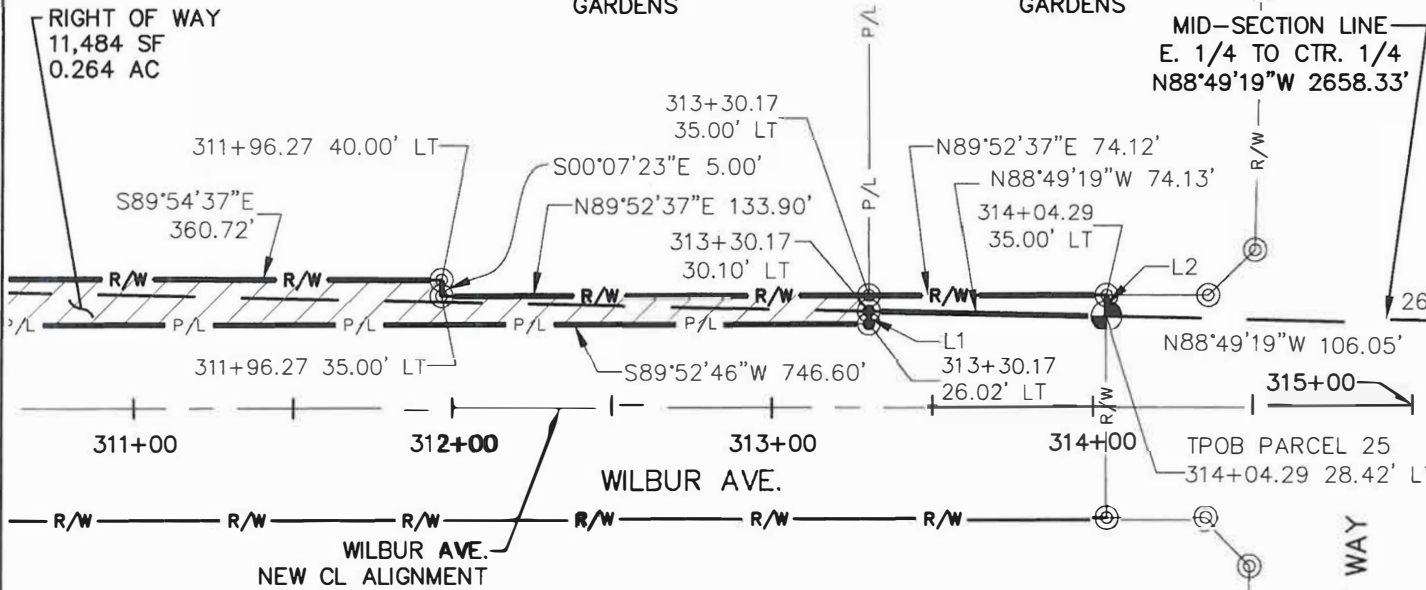 GARDENS
GARDENS
RIGHT OF WAY
11,484 SF
0.264 AC
P/L
MID-SECTION LINE
E. 1/4 TO CTR. 1/4
N88°49'19"W 2658.33'
313+30.17
35.00' LT
311+96.27 40.00' LT
S00°07'23"E 5.00'
N89°52'37"E 74.12'
R/W
S89°54'37"E
360.72'
N89°52'37"E 133.90'
P/L
N88°49'19"W 74.13'
313+30.17
30.10' LT
314+04.29
35.00' LT
L2
R/W
R/W
R/W
R/W
R/W
26
P/L
P/L
P/L
P/L
L1
N88°49'19"W 106.05'
311+96.27 35.00' LT
S89°52'46"W 746.60'
313+30.17
26.02' LT
315+00
R/W
311+00
312+00
313+00
314+00
TPOB PARCEL 25
314+04.29 28.42' LT
WILBUR AVE.
R/W
R/W
R/W
R/W
R/W
R/W
WILBUR AVE.
NEW CL ALIGNMENT
WAY